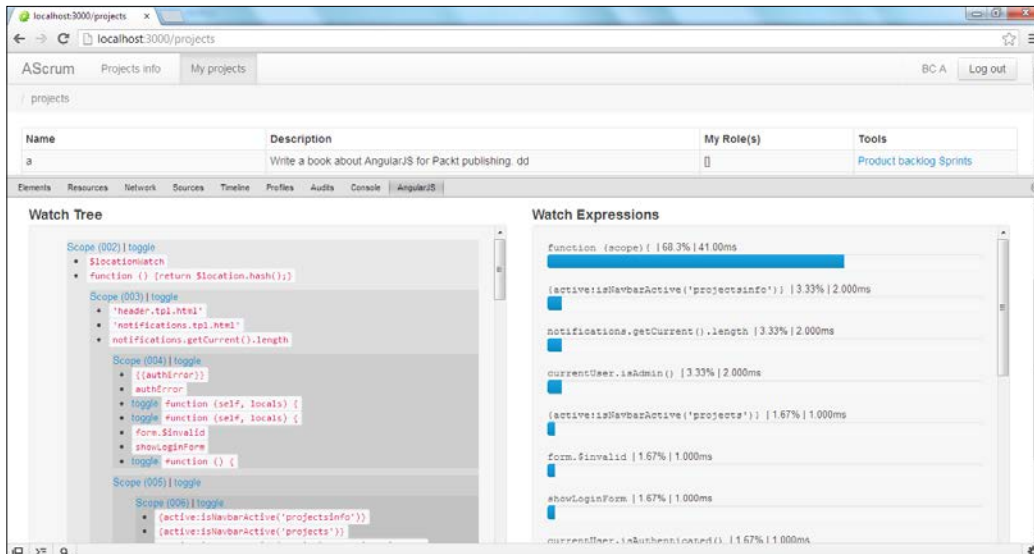 localhost:3000/projects
localhost:3000/projects
AScrum Projects info My projects BC A Log out
/ projects
Name Description My Role(s) Tools
a Write a book about AngularJS for Packt publishing. dd [] Product backlog Sprints
Elements Resources Network Sources Timeline Profiles Audits Console AngularJS
Watch Tree
Scope (002) | toggle
$locationWatch
function () {return $location.hash();}
Scope (003) | toggle
'header.tpl.html'
'notifications.tpl.html'
notifications.getCurrent().length
Scope (004) | toggle
{{authError}}
authError
toggle function (self, locals) {
toggle function (self, locals) {
form.$invalid
showLoginForm
toggle function () {
Scope (005) | toggle
Scope (006) | toggle
{active:isNavbarActive('projectsinfo')}
{active:isNavbarActive('projects')}
Watch Expressions
function (scope){ | 68.3% | 41.00ms
{active:isNavbarActive('projectsinfo')} | 3.33% | 2.000ms
notifications.getCurrent().length | 3.33% | 2.000ms
currentUser.isAdmin() | 3.33% | 2.000ms
{active:isNavbarActive('projects')} | 1.67% | 1.000ms
form.$invalid | 1.67% | 1.000ms
showLoginForm | 1.67% | 1.000ms
currentUser.isAuthenticated() | 1.67% | 1.000ms